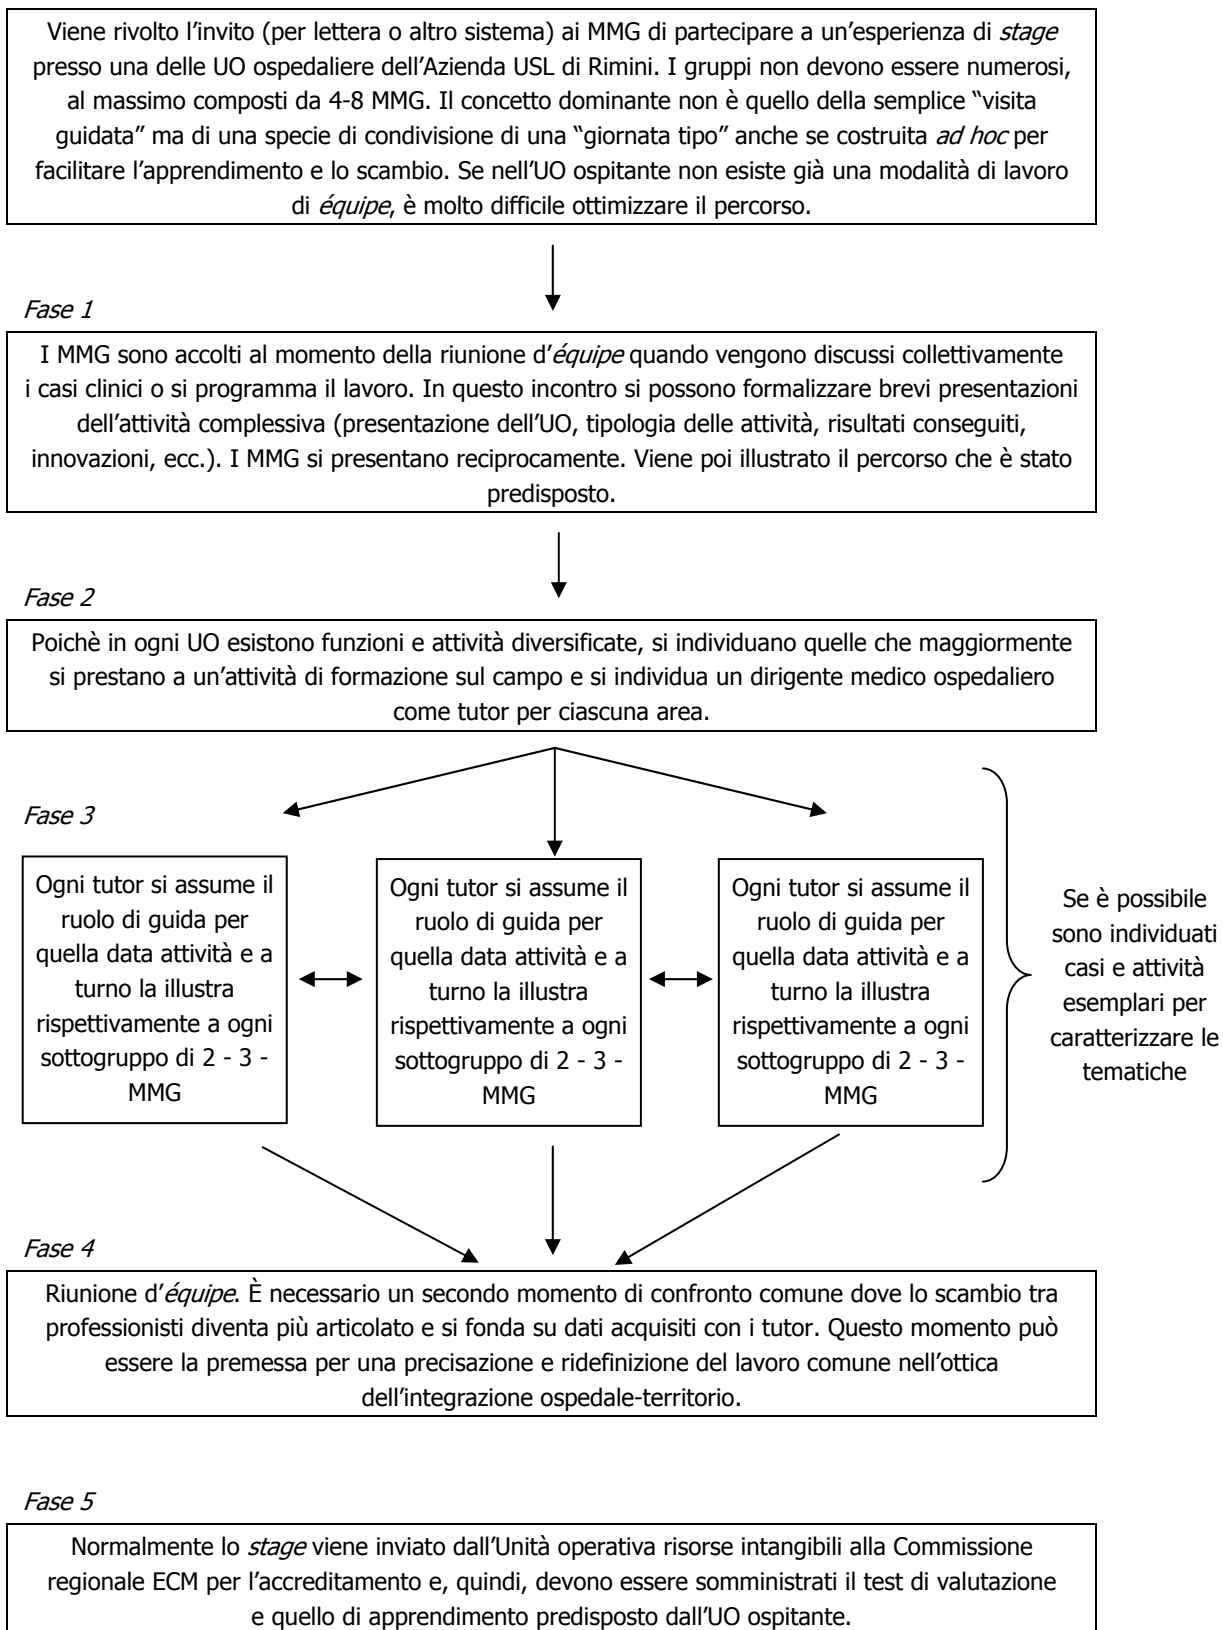 Viene rivolto l’invito (per lettera o altro sistema) ai MMG di partecipare a un’esperienza di stage
presso una delle UO ospedaliere dell’Azienda USL di Rimini. I gruppi non devono essere numerosi,
al massimo composti da 4-8 MMG. Il concetto dominante non è quello della semplice “visita
guidata” ma di una specie di condivisione di una “giornata tipo” anche se costruita ad hoc per
facilitare l’apprendimento e lo scambio. Se nell’UO ospitante non esiste già una modalità di lavoro
di équipe, è molto difficile ottimizzare il percorso.
Fase 1
I MMG sono accolti al momento della riunione d’équipe quando vengono discussi collettivamente
i casi clinici o si programma il lavoro. In questo incontro si possono formalizzare brevi presentazioni
dell’attività complessiva (presentazione dell’UO, tipologia delle attività, risultati conseguiti,
innovazioni, ecc.). I MMG si presentano reciprocamente. Viene poi illustrato il percorso che è stato
predisposto.
Fase 2
Poichè in ogni UO esistono funzioni e attività diversificate, si individuano quelle che maggiormente
si prestano a un’attività di formazione sul campo e si individua un dirigente medico ospedaliero
come tutor per ciascuna area.
Fase 3
Ogni tutor si assume il
ruolo di guida per
quella data attività e a
turno la illustra
rispettivamente a ogni
sottogruppo di 2 - 3 -
MMG
Ogni tutor si assume il
ruolo di guida per
quella data attività e a
turno la illustra
rispettivamente a ogni
sottogruppo di 2 - 3 -
MMG
Ogni tutor si assume il
ruolo di guida per
quella data attività e a
turno la illustra
rispettivamente a ogni
sottogruppo di 2 - 3 -
MMG
Se è possibile
sono individuati
casi e attività
esemplari per
caratterizzare le
tematiche
Fase 4
Riunione d’équipe. È necessario un secondo momento di confronto comune dove lo scambio tra
professionisti diventa più articolato e si fonda su dati acquisiti con i tutor. Questo momento può
essere la premessa per una precisazione e ridefinizione del lavoro comune nell’ottica
dell’integrazione ospedale-territorio.
Fase 5
Normalmente lo stage viene inviato dall’Unità operativa risorse intangibili alla Commissione
regionale ECM per l’accreditamento e, quindi, devono essere somministrati il test di valutazione
e quello di apprendimento predisposto dall’UO ospitante.